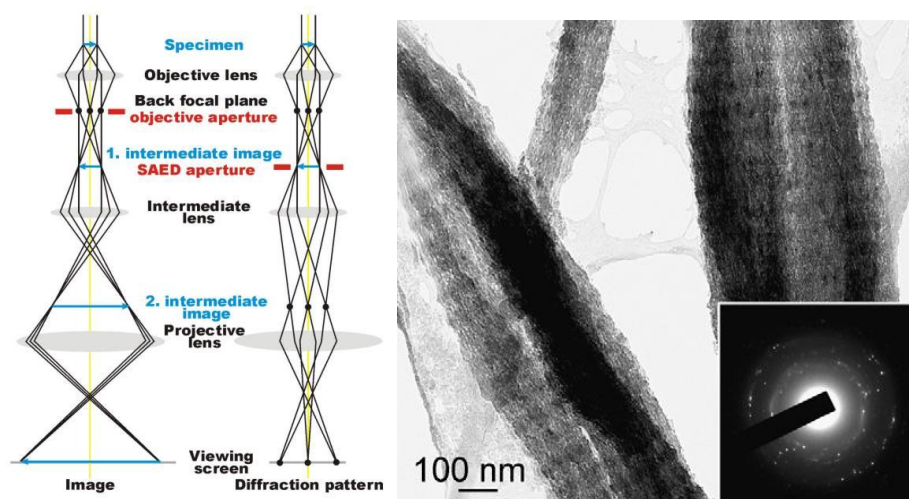 Specimen
Objective lens
Back focal plane
objective aperture
1. intermediate image
SAED aperture
Intermediate
lens
2. intermediate
image
Projective
lens
Viewing
screen
Image
Diffraction pattern
100 nm